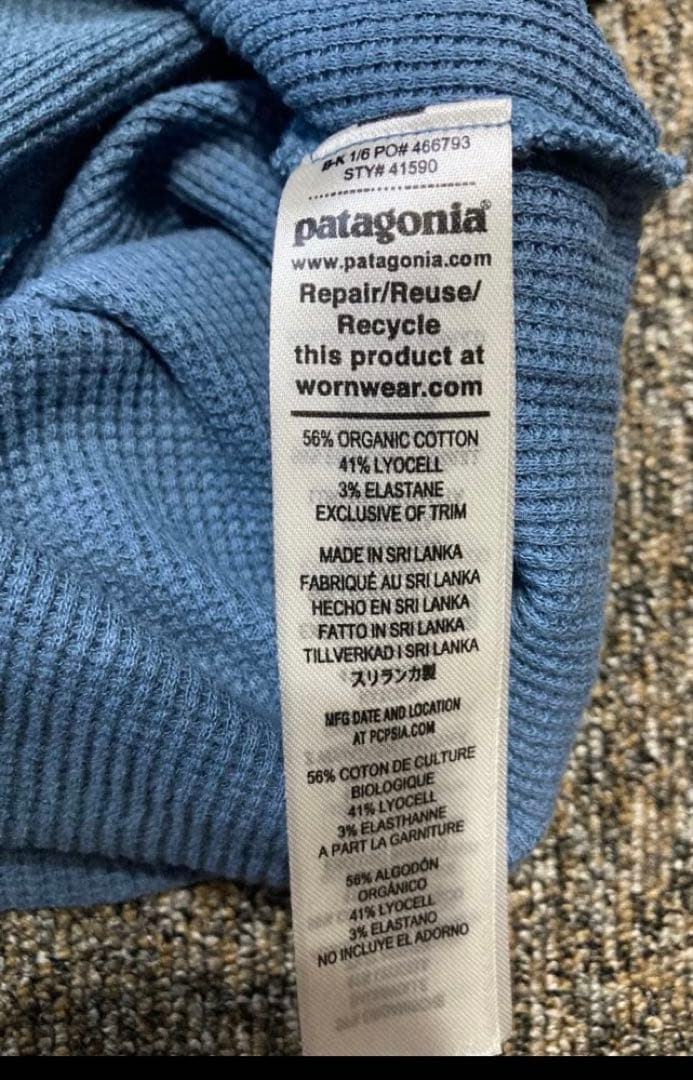 B-K 1/6 PO# 466793
STY# 41590
patagonia®
www.patagonia.com
Repair/Reuse/
Recycle
this product at
wornwear.com
56% ORGANIC COTTON
41% LYOCELL
3% ELASTANE
EXCLUSIVE OF TRIM
MADE IN SRI LANKA
FABRIQUÉ AU SRI LANKA
HECHO EN SRI LANKA
FATTO IN SRI LANKA
TILLVERKAD I SRI LANKA
スリランカ製
MFG DATE AND LOCATION
AT PCPSIA.COM
56% COTON DE CULTURE
BIOLOGIQUE
41% LYOCELL
3% ELASTHANNE
A PART LA GARNITURE
56% ALGODÓN
ORGÁNICO
41% LYOCELL
3% ELASTANO
NO INCLUYE EL ADORNO